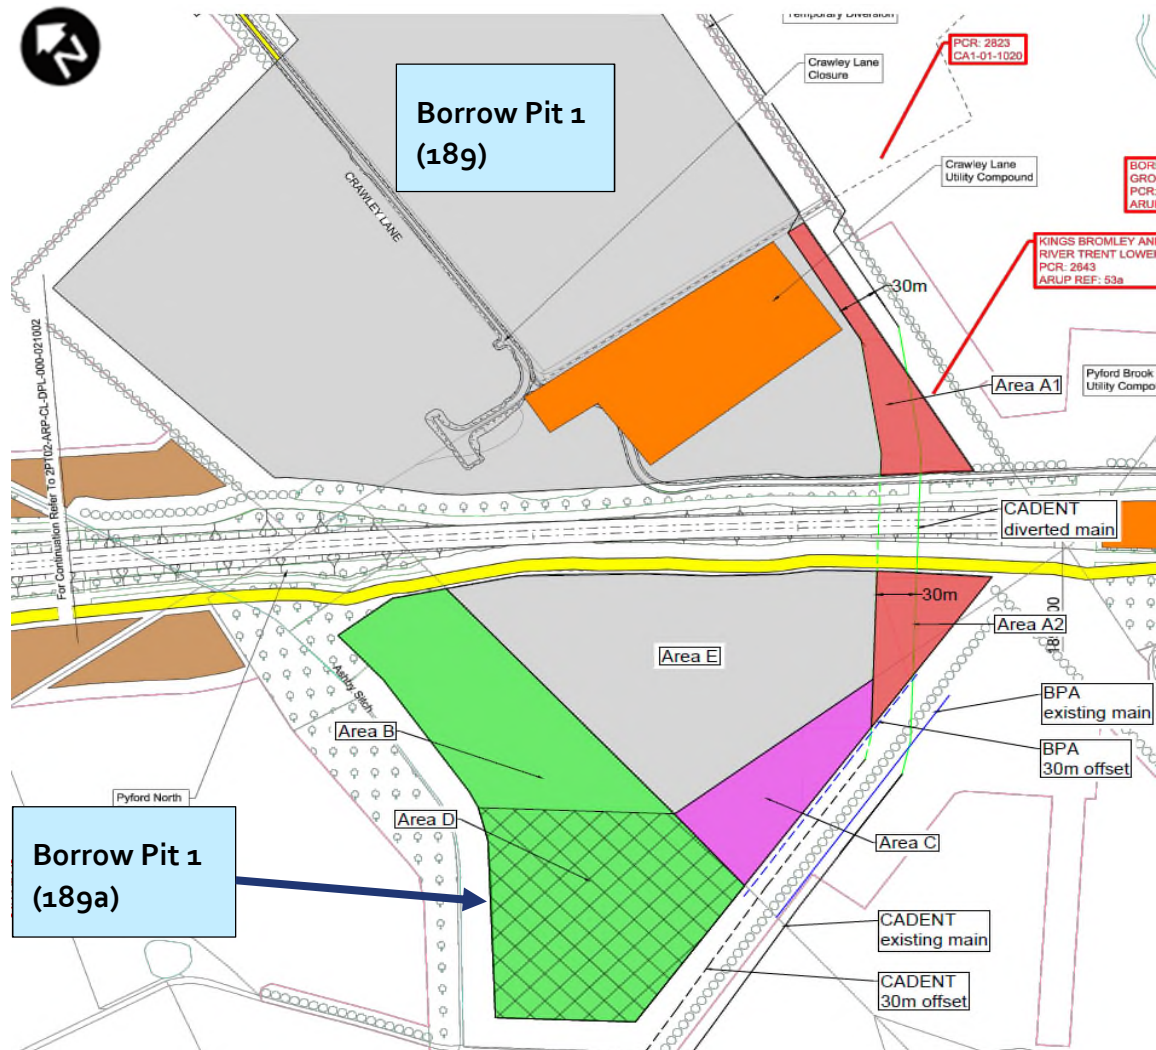 Temporary Diversion
N
PCR: 2823
CA1-01-1020
Crawley Lane
Closure
Borrow Pit 1
(189)
Crawley Lane
Utility Compound
CRAWLEY LANE
PCR:
KINGS BROMLEY
RIVER TRENT
PCR: 2643
ARUP REF: 53a
30m
Area A1
Pyford Brook
Utility
For Continuation Refer To 2PT02-ARP-CL-DPL-000-021002
CADENT
diverted main
30m
Area A2
00
Area E
Ashby Sitch
BPA
existing main
Area B
BPA
30m offset
Pyford North
Area D
Area C
Borrow Pit 1
(189a)
CADENT
existing main
CADENT
30m offset